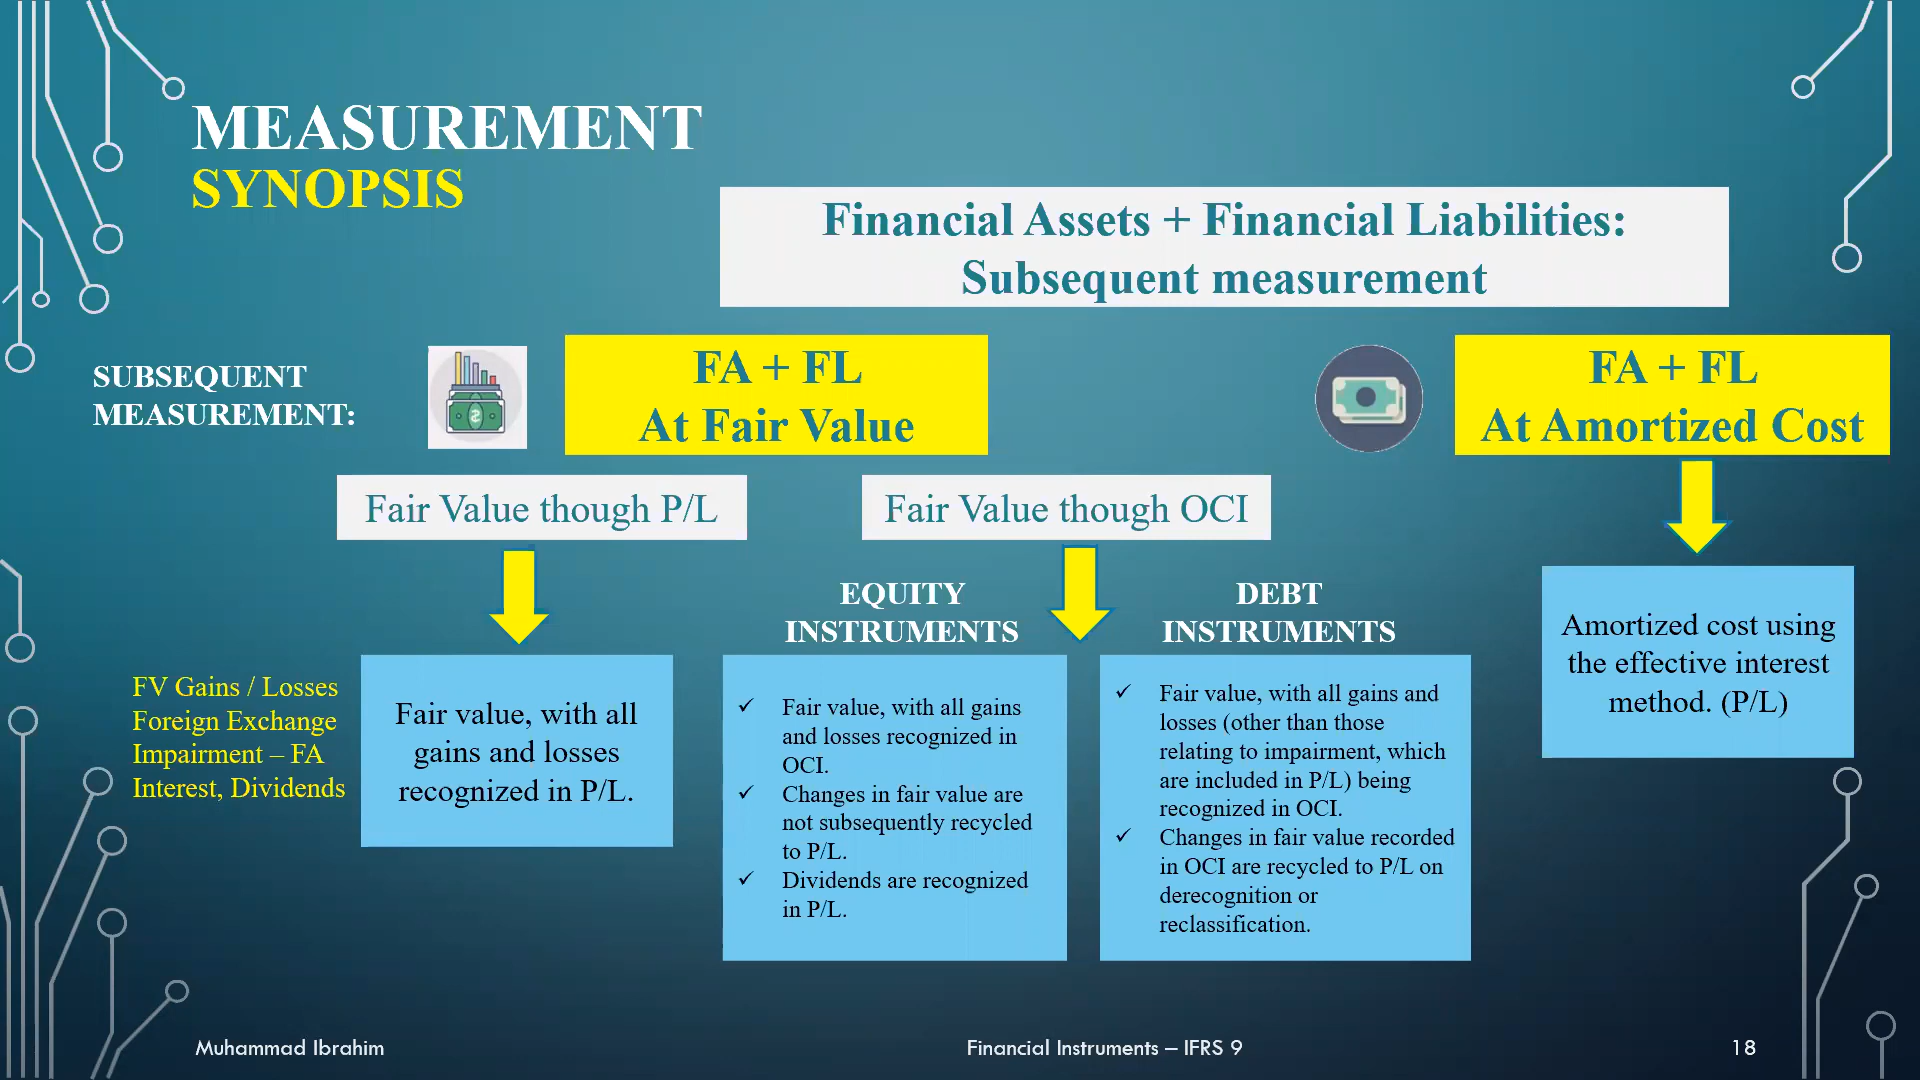 MEASUREMENT
SYNOPSIS
Financial Assets + Financial Liabilities:
Subsequent measurement
SUBSEQUENT
MEASUREMENT:
FA + FL
At Fair Value
FA + FL
At Amortized Cost
Fair Value though P/L
Fair Value though OCI
EQUITY
INSTRUMENTS
DEBT
INSTRUMENTS
FV Gains / Losses
Foreign Exchange
Impairment – FA
Interest, Dividends
Fair value, with all
gains and losses
recognized in P/L.
✓ Fair value, with all gains
and losses recognized in
OCI.
✓ Changes in fair value are
not subsequently recycled
to P/L.
✓ Dividends are recognized
in P/L.
✓ Fair value, with all gains and
losses (other than those
relating to impairment, which
are included in P/L) being
recognized in OCI.
✓ Changes in fair value recorded
in OCI are recycled to P/L on
derecognition or
reclassification.
Amortized cost using
the effective interest
method. (P/L)
Muhammad Ibrahim
Financial Instruments – IFRS 9
18